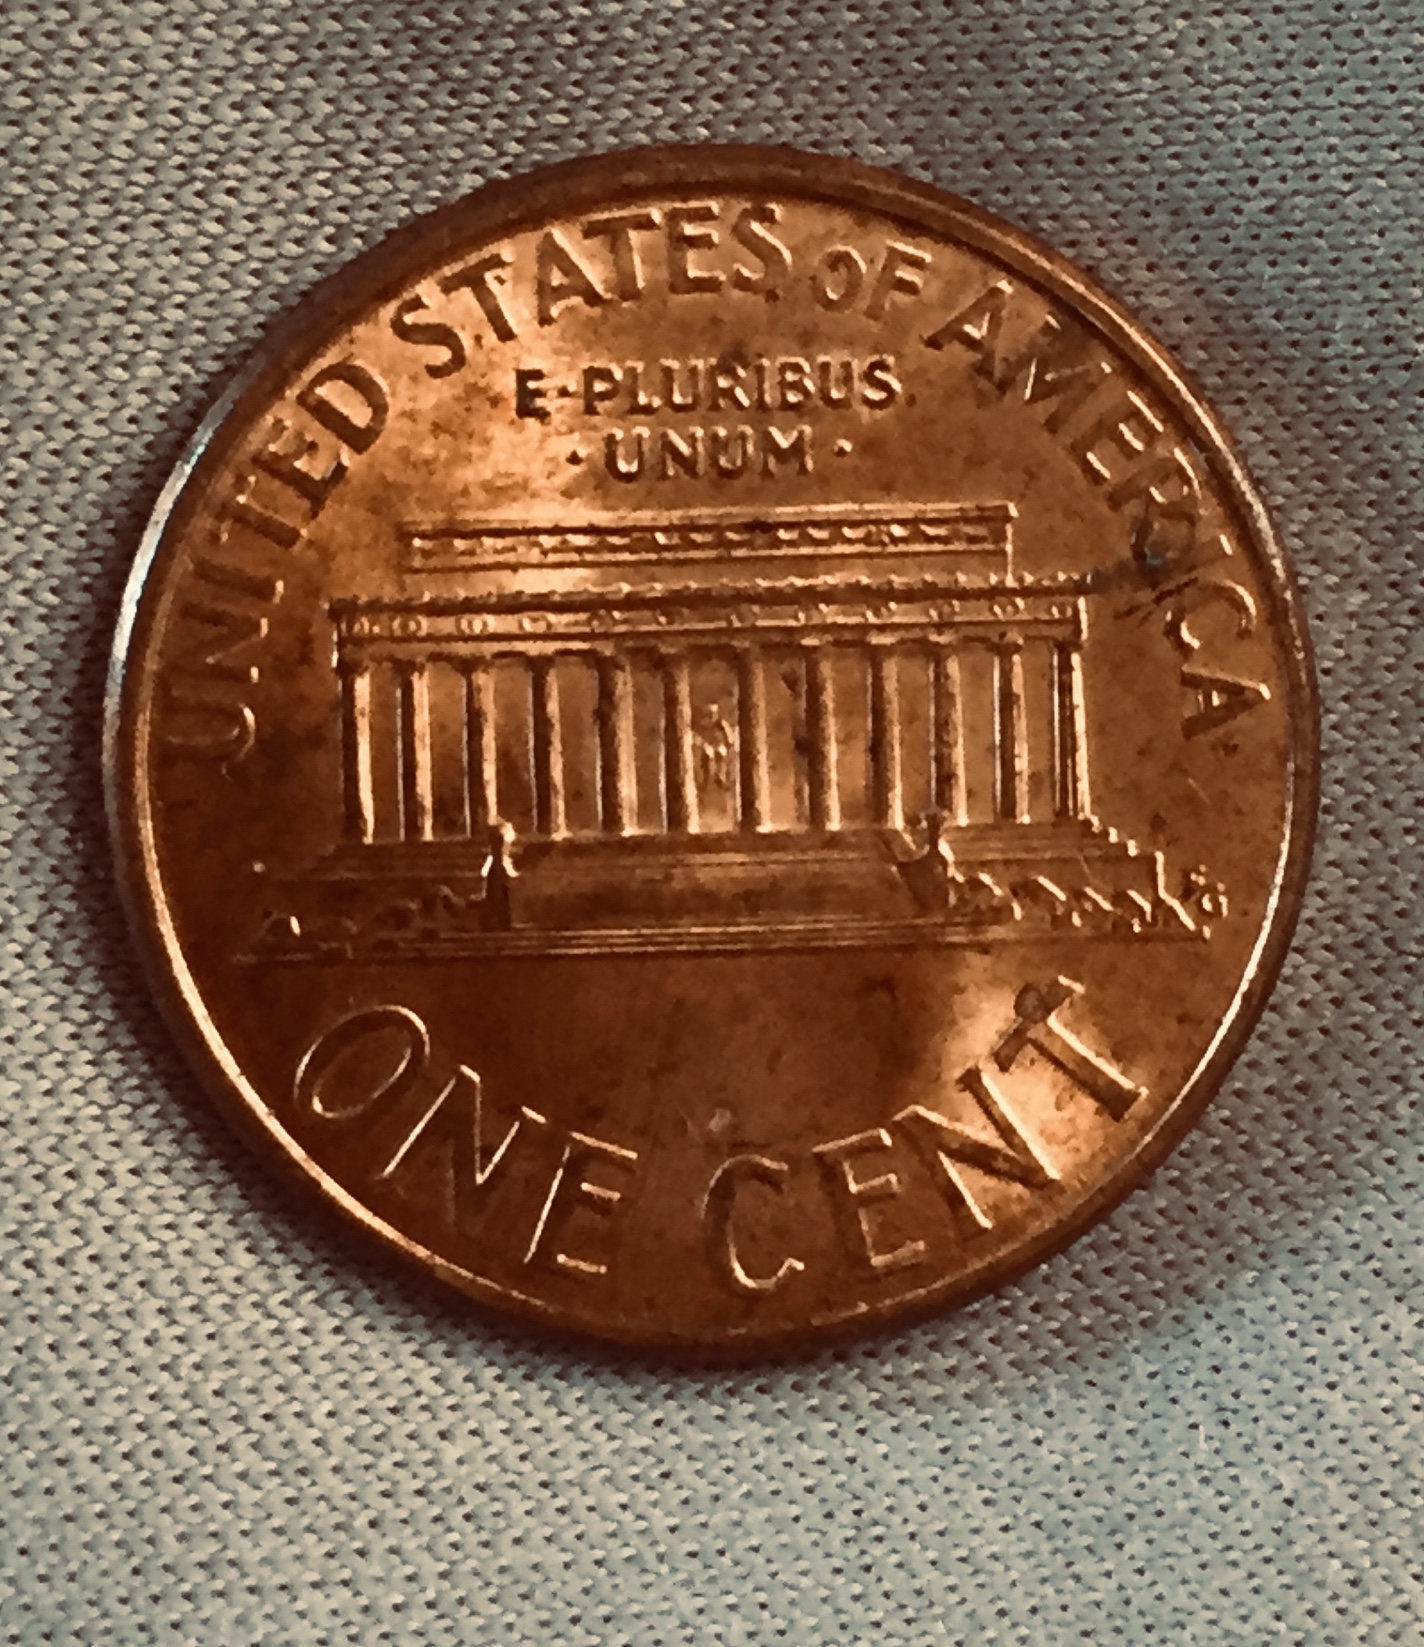 UNITED STATES OF AMERICA
E·PLURIBUS
·UNUM·
ONE CENT